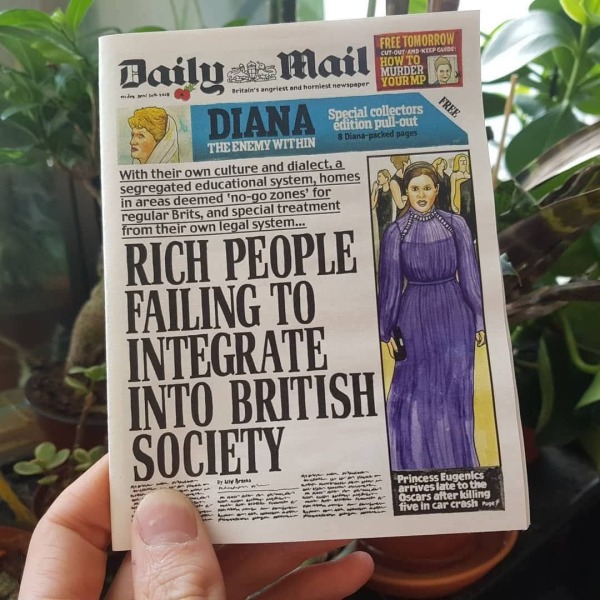 Daily Mail
Britain's angriest and horniest newspaper
FREE TOMORROW
CUT-OUT-AND-KEEP GUIDE:
HOW TO
MURDER
YOUR MP
DIANA
THE ENEMY WITHIN
Special collectors
edition pull-out
8 Diana-packed pages
FREE
With their own culture and dialect, a
segregated educational system, homes
in areas deemed 'no-go zones' for
regular Brits, and special treatment
from their own legal system...
RICH PEOPLE
FAILING TO
INTEGRATE
INTO BRITISH
SOCIETY
Princess Eugenics
arrives late to the
Oscars after killing
five in car crash Page 7